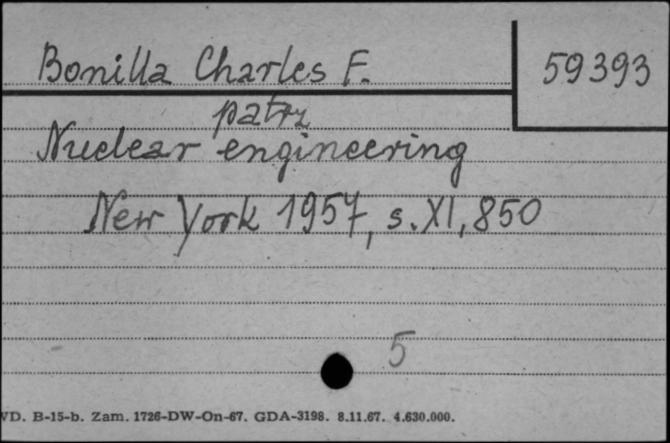 Bonilla Charles F.
59393
patrz
Nuclear engineering
New York 1957, s. XI, 850
5
VD. B-15-b. Zam. 1726-DW-On-67. GDA-3198. 8.11.67. 4.630.000.